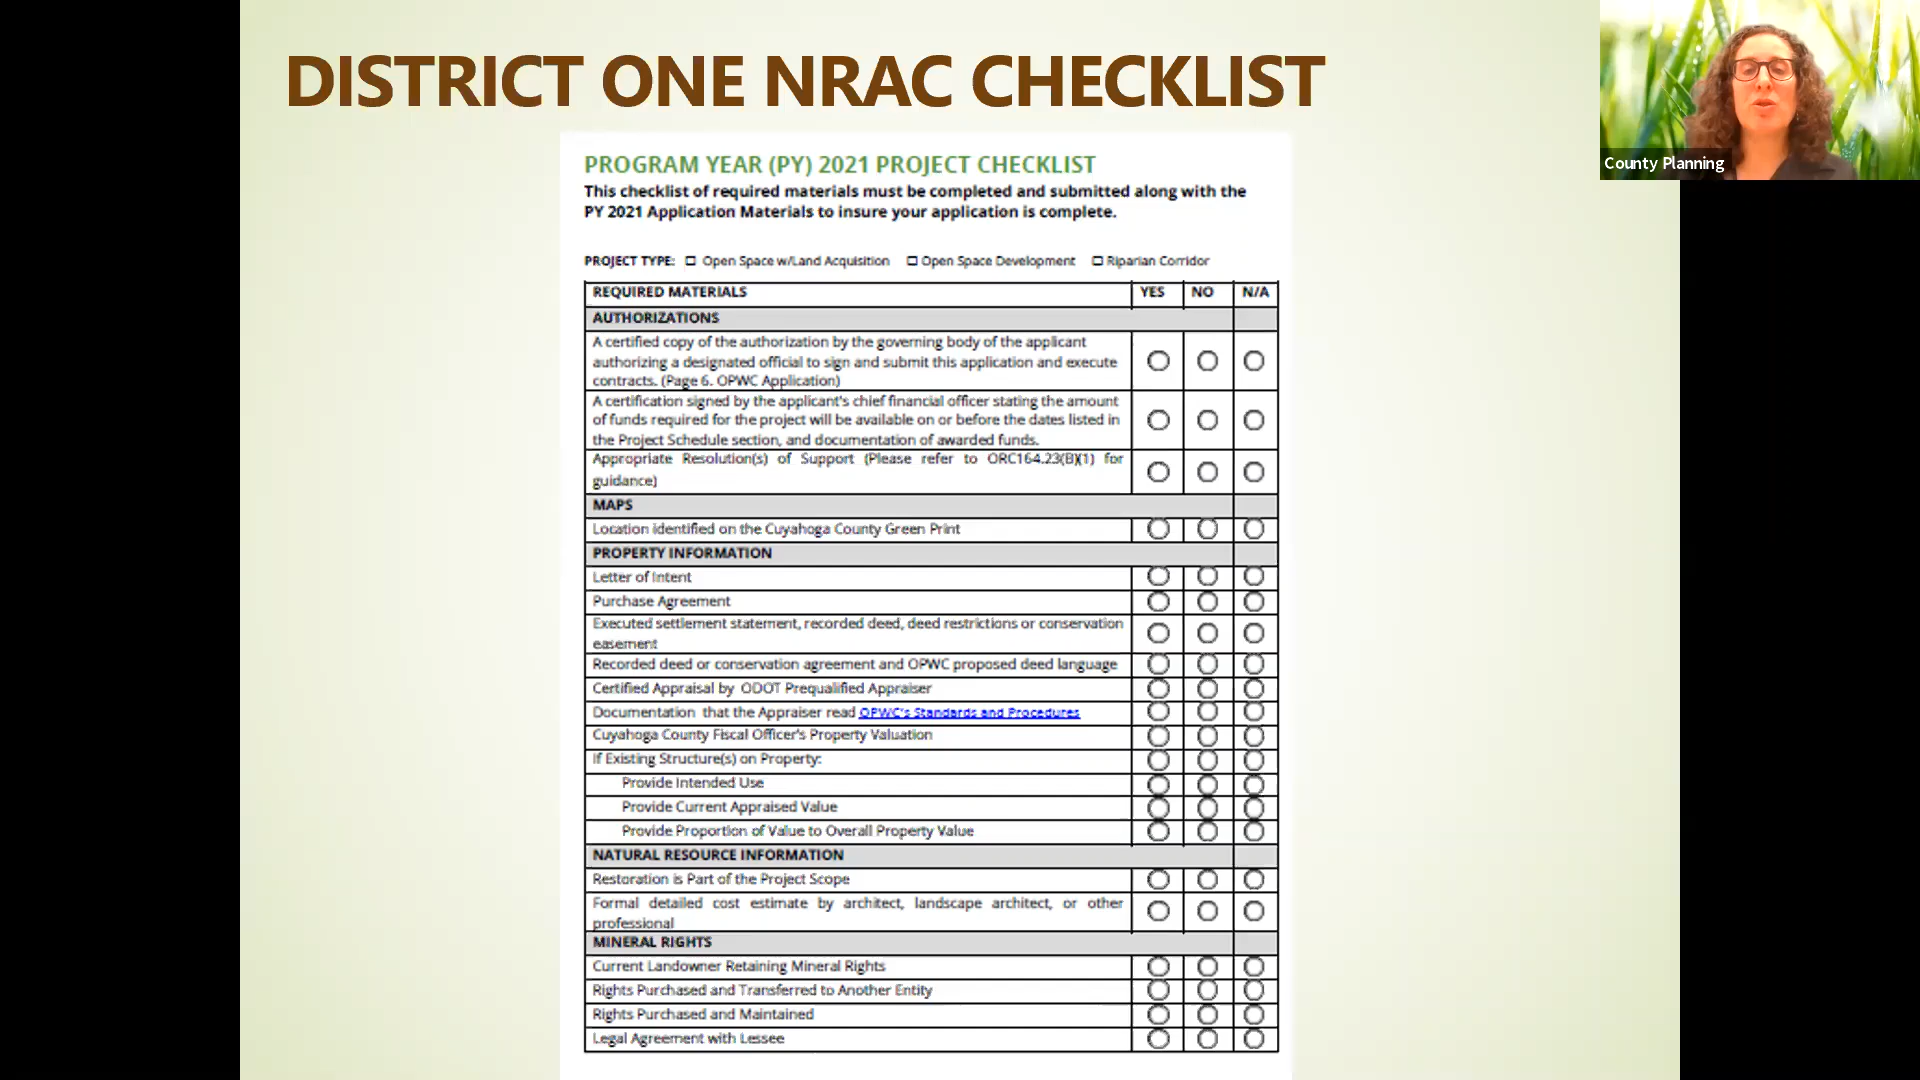 DISTRICT ONE NRAC CHECKLIST
County Planning
PROGRAM YEAR (PY) 2021 PROJECT CHECKLIST
This checklist of required materials must be completed and submitted along with the
PY 2021 Application Materials to insure your application is complete.
PROJECT TYPE: ☐ Open Space w/Land Acquisition ☐ Open Space Development ☐ Riparian Corridor
REQUIRED MATERIALS YES NO N/A
AUTHORIZATIONS
A certified copy of the authorization by the governing body of the applicant
authorizing a designated official to sign and submit this application and execute
contracts. (Page 6. OPWC Application)
A certification signed by the applicant's chief financial officer stating the amount
of funds required for the project will be available on or before the dates listed in
the Project Schedule section, and documentation of awarded funds.
Appropriate Resolution(s) of Support (Please refer to ORC164.23(B)(1) for
guidance)
MAPS
Location identified on the Cuyahoga County Green Print
PROPERTY INFORMATION
Letter of Intent
Purchase Agreement
Executed settlement statement, recorded deed, deed restrictions or conservation
easement
Recorded deed or conservation agreement and OPWC proposed deed language
Certified Appraisal by ODOT Prequalified Appraiser
Documentation that the Appraiser read OPWC's Standards and Procedures
Cuyahoga County Fiscal Officer's Property Valuation
If Existing Structure(s) on Property:
Provide Intended Use
Provide Current Appraised Value
Provide Proportion of Value to Overall Property Value
NATURAL RESOURCE INFORMATION
Restoration is Part of the Project Scope
Formal detailed cost estimate by architect, landscape architect, or other
professional
MINERAL RIGHTS
Current Landowner Retaining Mineral Rights
Rights Purchased and Transferred to Another Entity
Rights Purchased and Maintained
Legal Agreement with Lessee